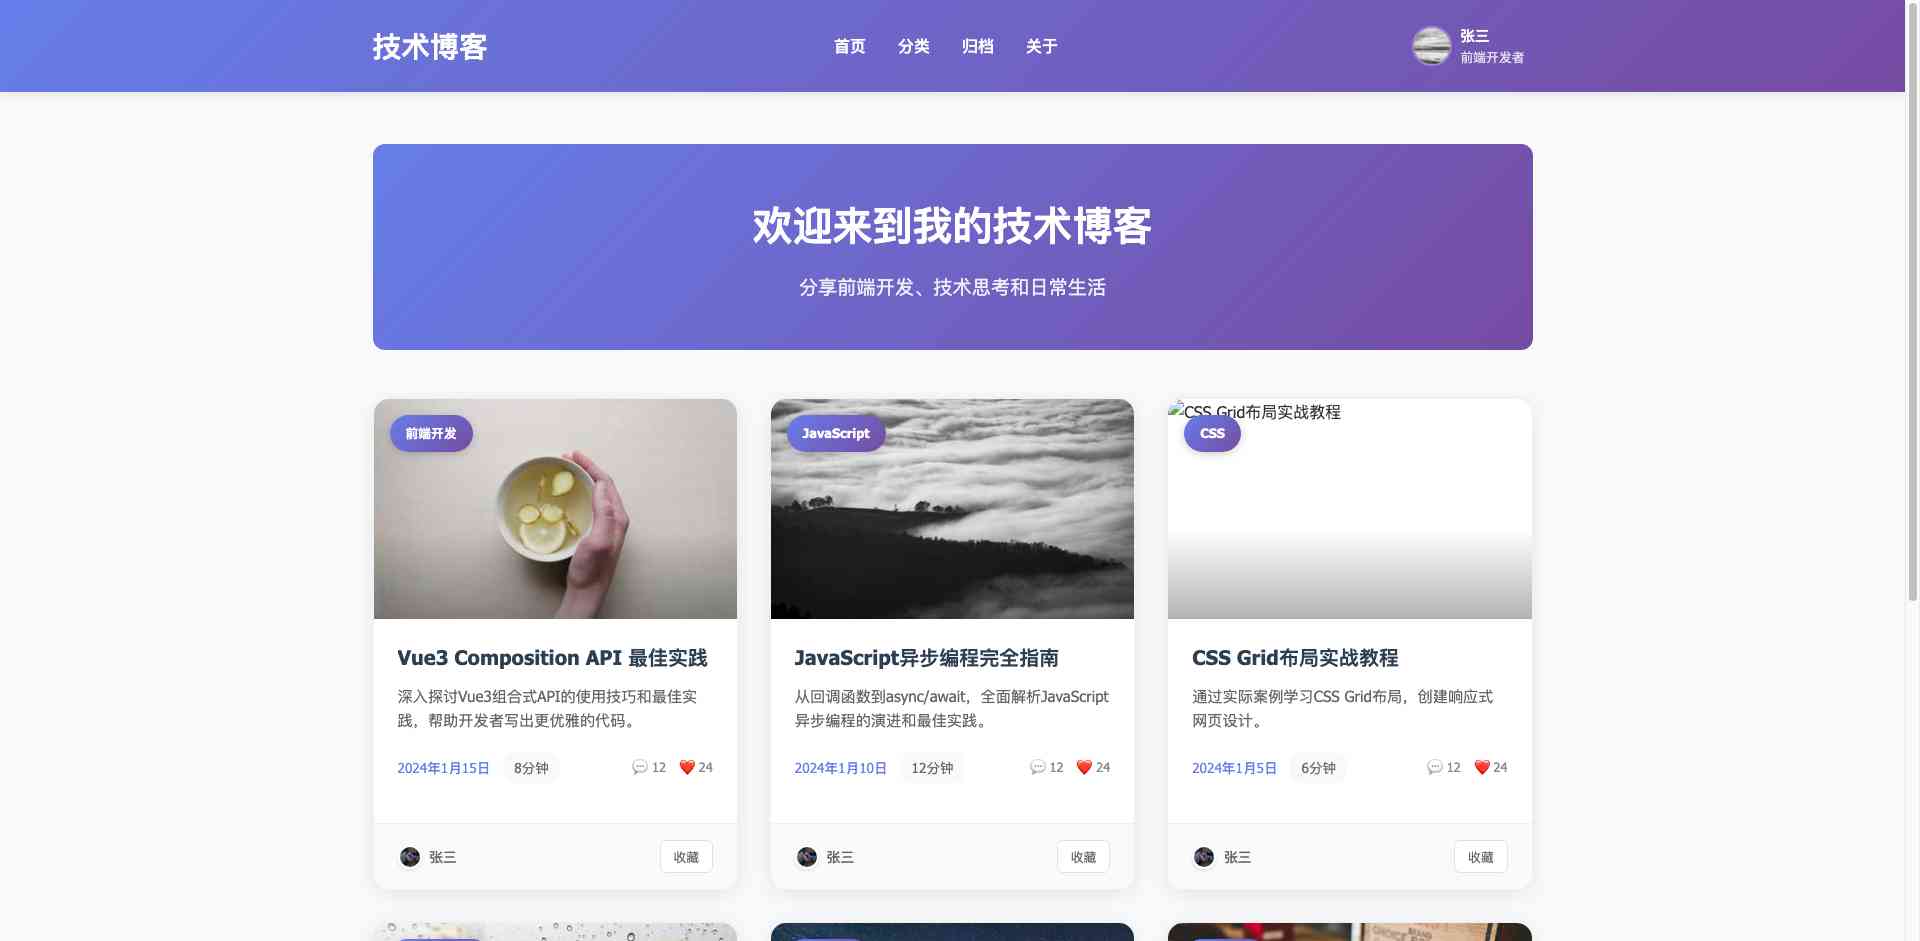 技术博客
首页 分类 归档 关于
张三
前端开发者
欢迎来到我的技术博客
分享前端开发、技术思考和日常生活
前端开发
Vue3 Composition API 最佳实践
深入探讨Vue3组合式API的使用技巧和最佳实
践，帮助开发者写出更优雅的代码。
2024年1月15日 8分钟 12 24
张三 收藏
JavaScript
JavaScript异步编程完全指南
从回调函数到async/await，全面解析JavaScript
异步编程的演进和最佳实践。
2024年1月10日 12分钟 12 24
张三 收藏
CSS Grid布局实战教程
CSS
CSS Grid布局实战教程
通过实际案例学习CSS Grid布局，创建响应式
网页设计。
2024年1月5日 6分钟 12 24
张三 收藏